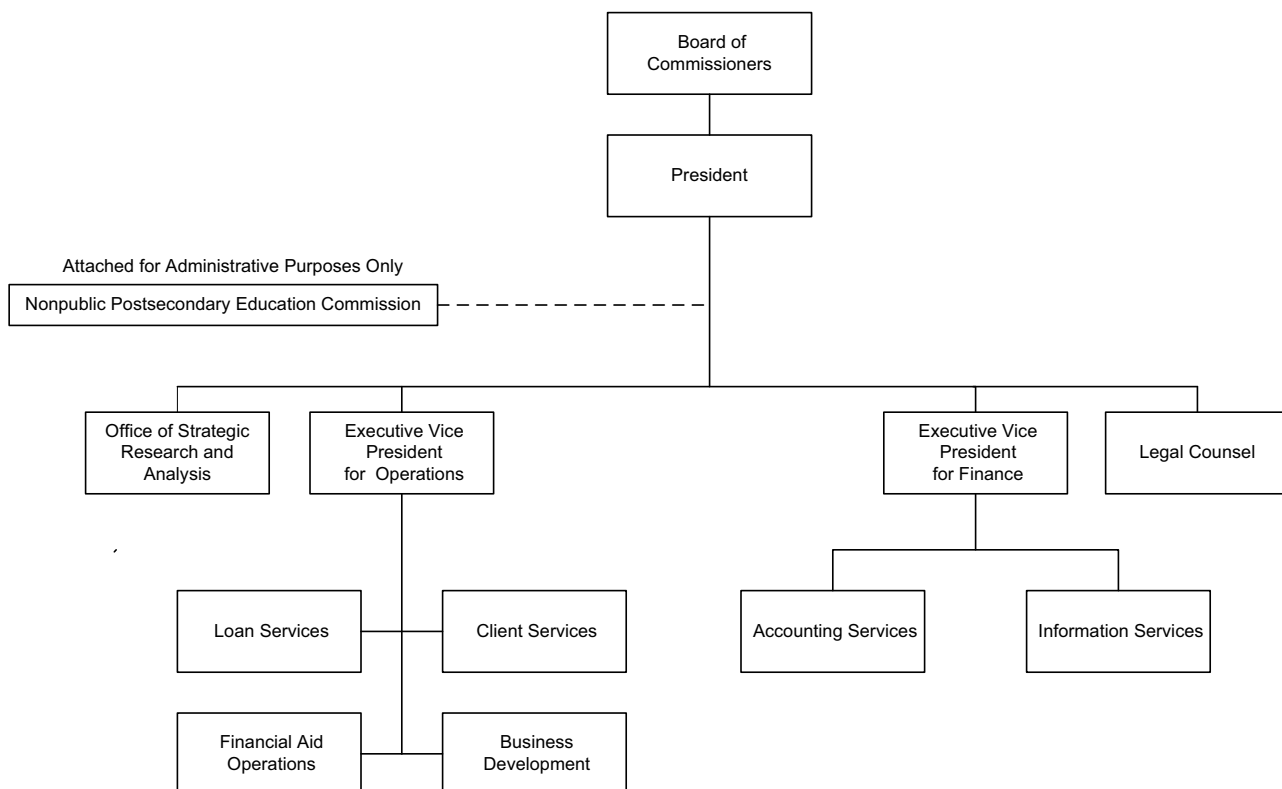 Board of
Commissioners
President
Attached for Administrative Purposes Only
Nonpublic Postsecondary Education Commission
Office of Strategic
Research and
Analysis
Executive Vice
President
for Operations
Executive Vice
President
for Finance
Legal Counsel
Loan Services
Client Services
Accounting Services
Information Services
Financial Aid
Operations
Business
Development